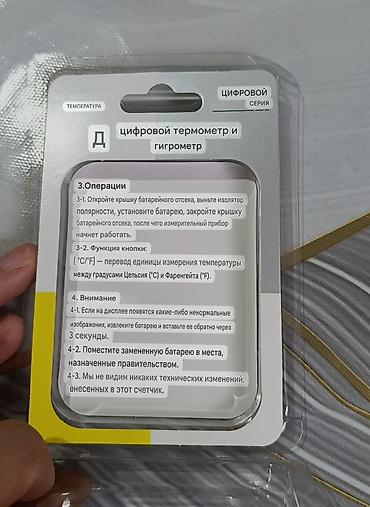 ЦИФРОВОЙ
СЕРИЯ
ТЕМПЕРАТУРА
Д цифровой термометр и
гигрометр
3.Операции
3-1. Откройте крышку батарейного отсека, выньте изолятор
полярности, установите батарею, закройте крышку
батарейного отсека, после чего измерительный прибор
начнет работать.
3-2. Функция кнопки:
[ °C/°F] — перевод единицы измерения температуры
между градусами Цельсия (°C) и Фаренгейта (°F).
4. Внимание
4-1. Если на дисплее появятся какие-либо ненормальные
изображения, извлеките батарею и вставьте ее обратно через
3 секунды.
4-2. Поместите замененную батарею в места,
назначенные правительством.
4-3. Мы не видим никаких технических изменений,
внесенных в этот счетчик.